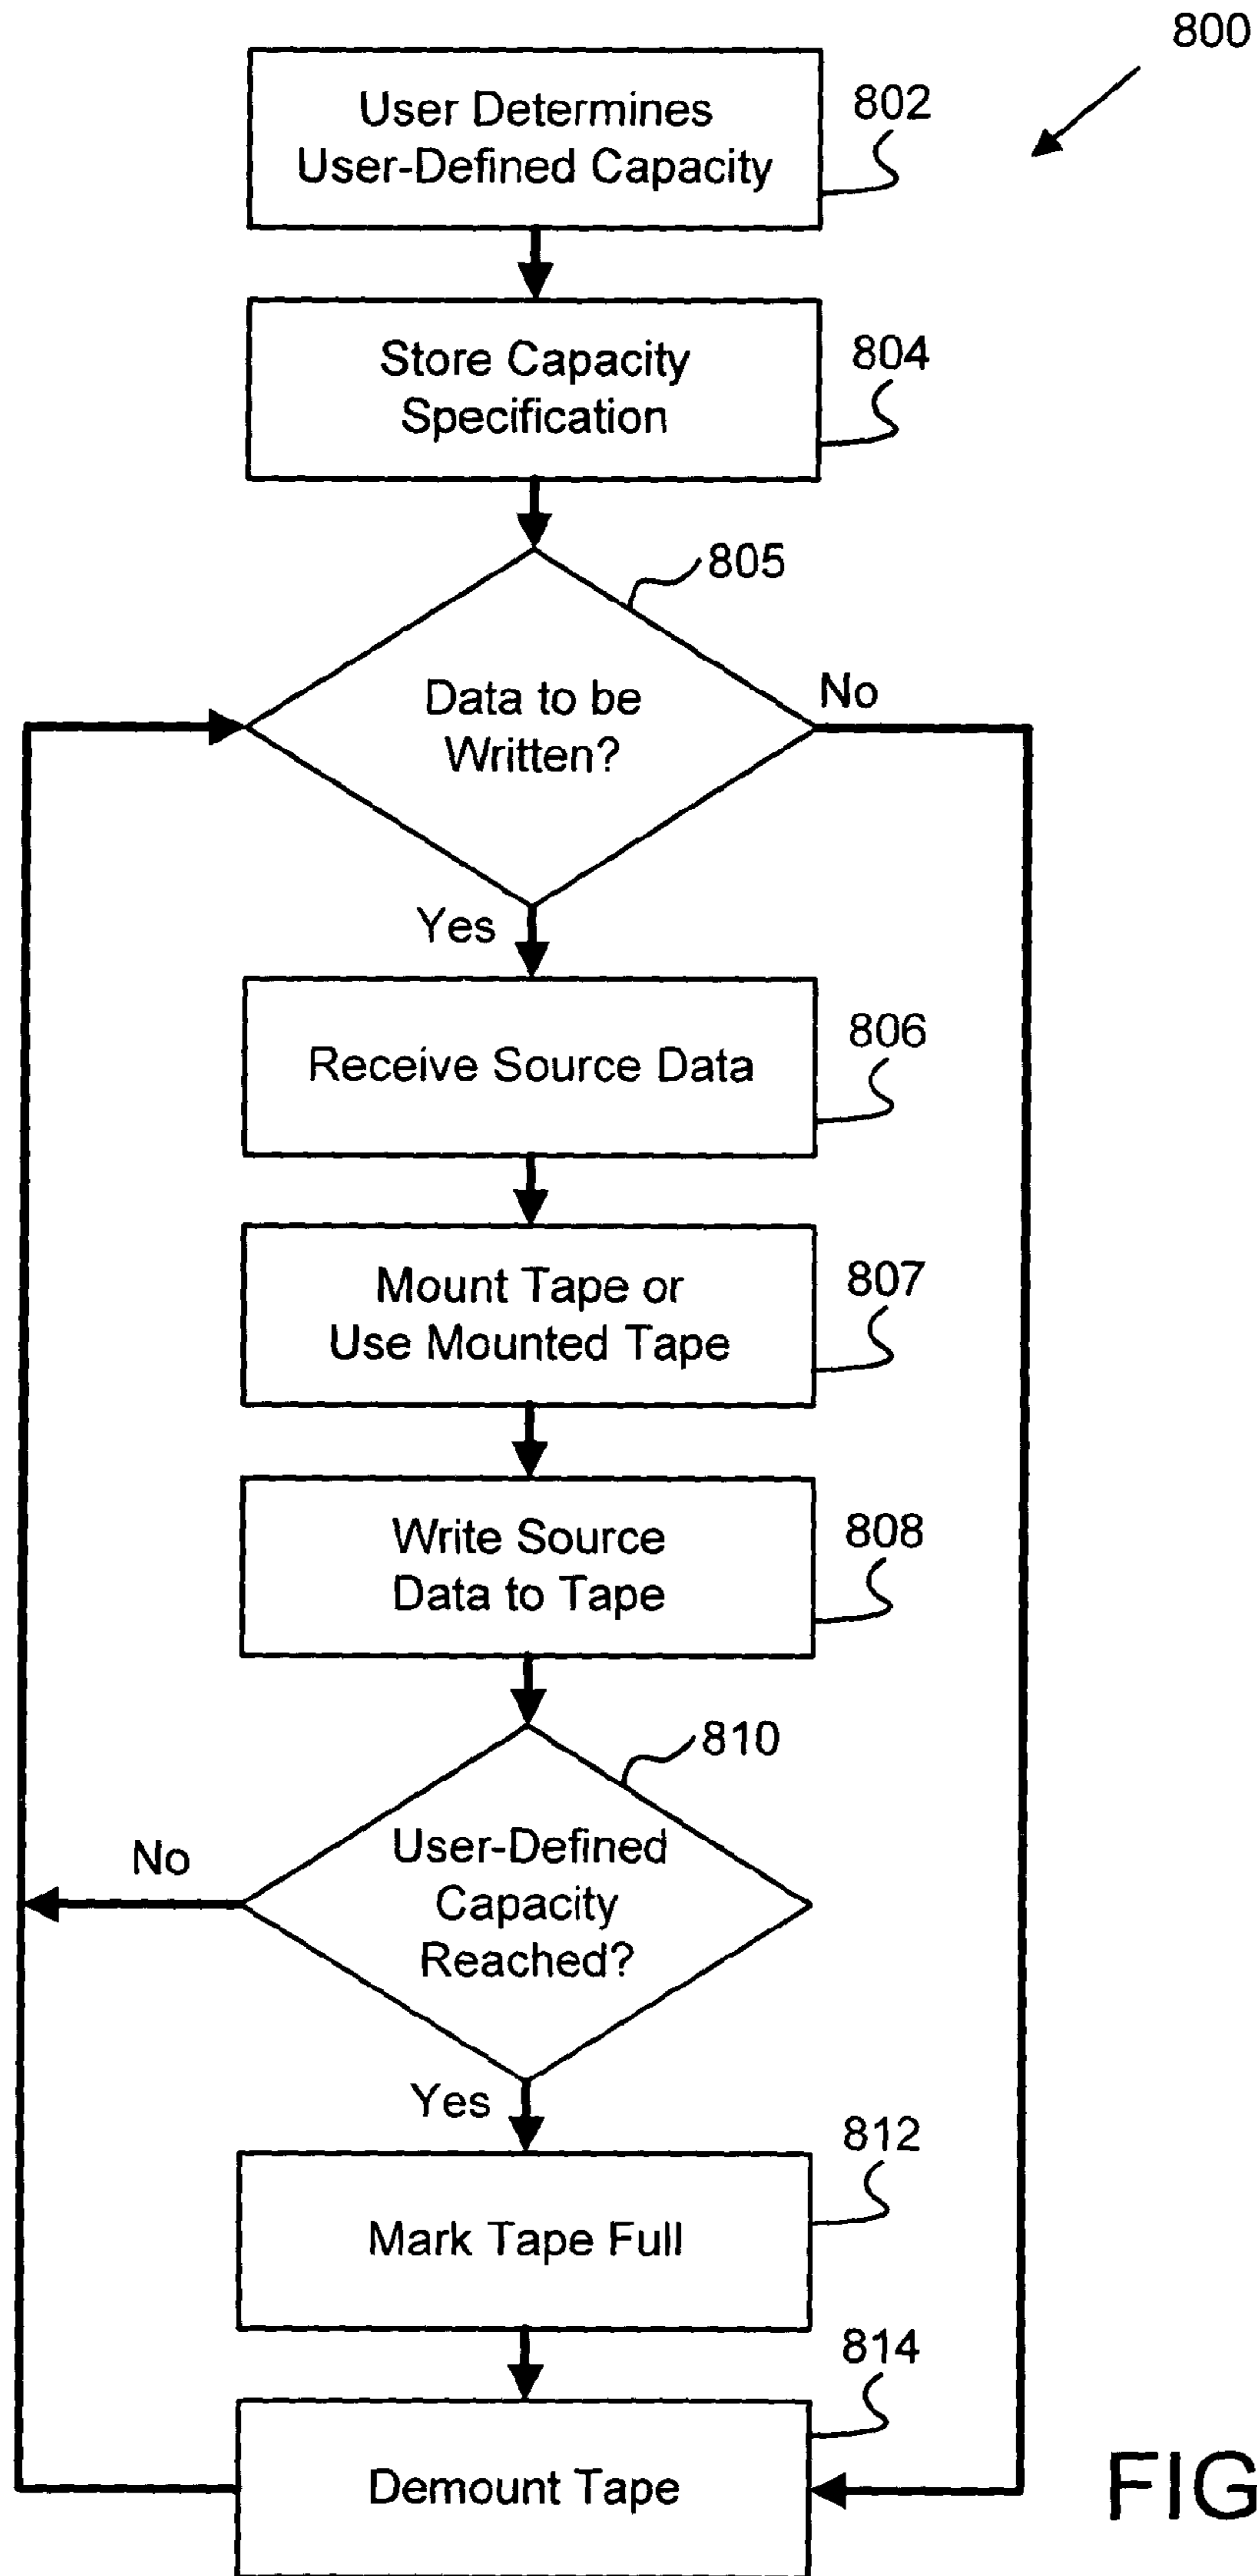 800
User Determines
User-Defined Capacity
802
Store Capacity
Specification
804
805
Data to be
Written?
No
Yes
Receive Source Data
806
Mount Tape or
Use Mounted Tape
807
Write Source
Data to Tape
808
810
User-Defined
Capacity
Reached?
No
Yes
812
Mark Tape Full
814
Demount Tape
FIG